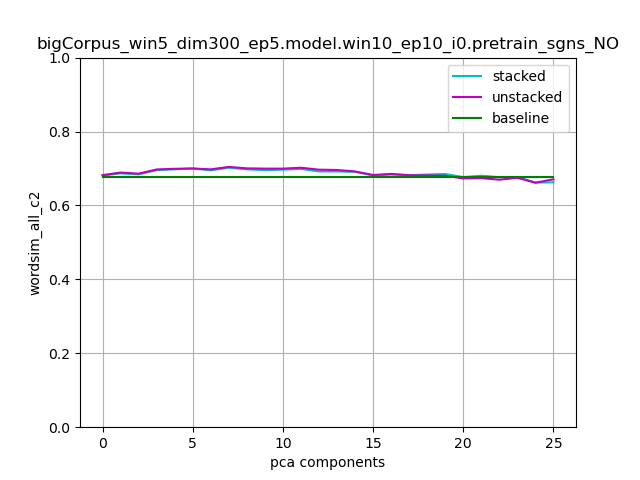 bigCorpus_win5_dim300_ep5.model.win10_ep10_i0.pretrain_sgns_NO
stacked
unstacked
baseline
1.0
0.8
0.6
0.4
0.2
0.0
wordsim_all_c2
0 5 10 15 20 25
pca components